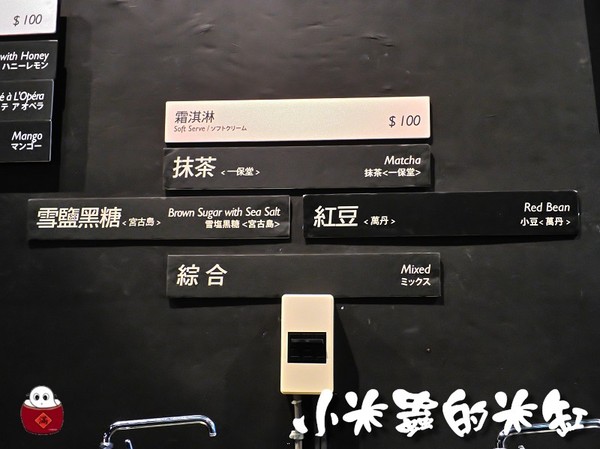 $100
with Honey
ハニーレモン
é à L'Opéra
テ ア オペラ
Mango
マンゴー
霜淇淋
Soft Serve / ソフトクリーム
$100
抹茶 <一保堂>
Matcha
抹茶<一保堂>
雪鹽黑糖 <宮古島>
Brown Sugar with Sea Salt
雪塩黒糖 <宮古島>
紅豆 <萬丹>
Red Bean
小豆<萬丹>
綜合
Mixed
ミックス
小米蟲的米缸